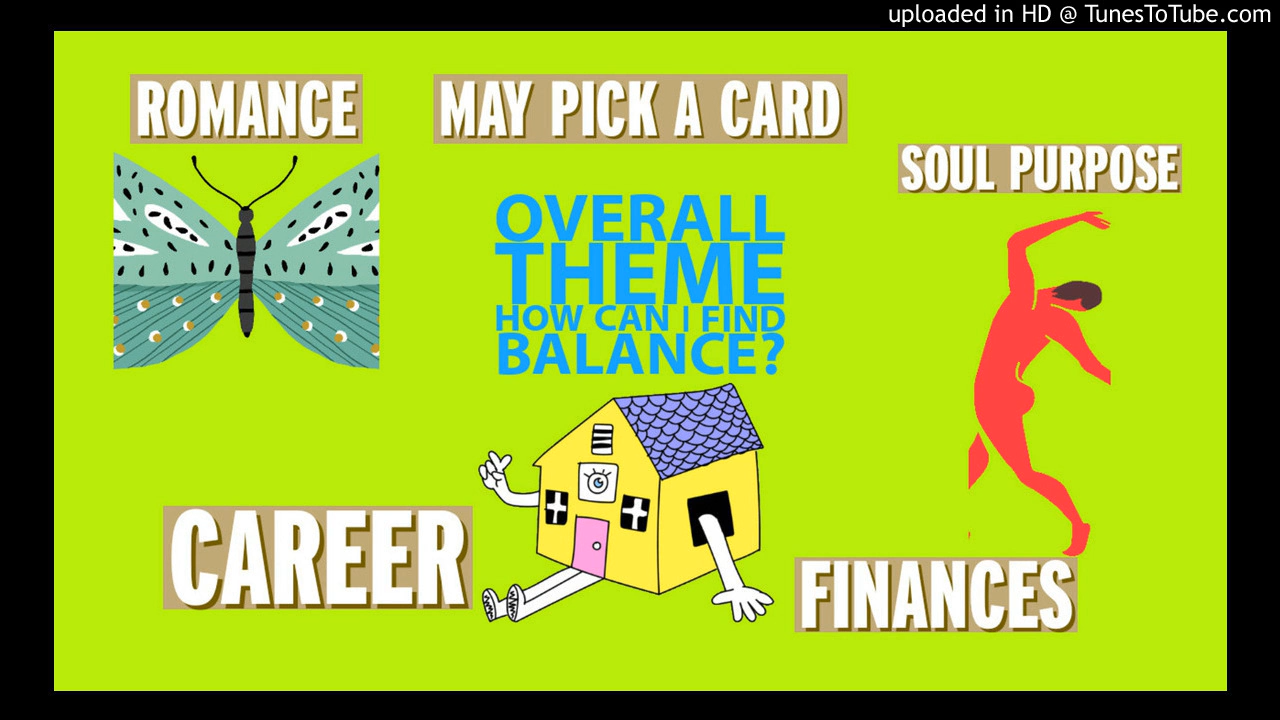 uploaded in HD @ TunesToTube.com
ROMANCE
MAY PICK A CARD
SOUL PURPOSE
OVERALL
THEME
HOW CAN I FIND
BALANCE?
CAREER
FINANCES